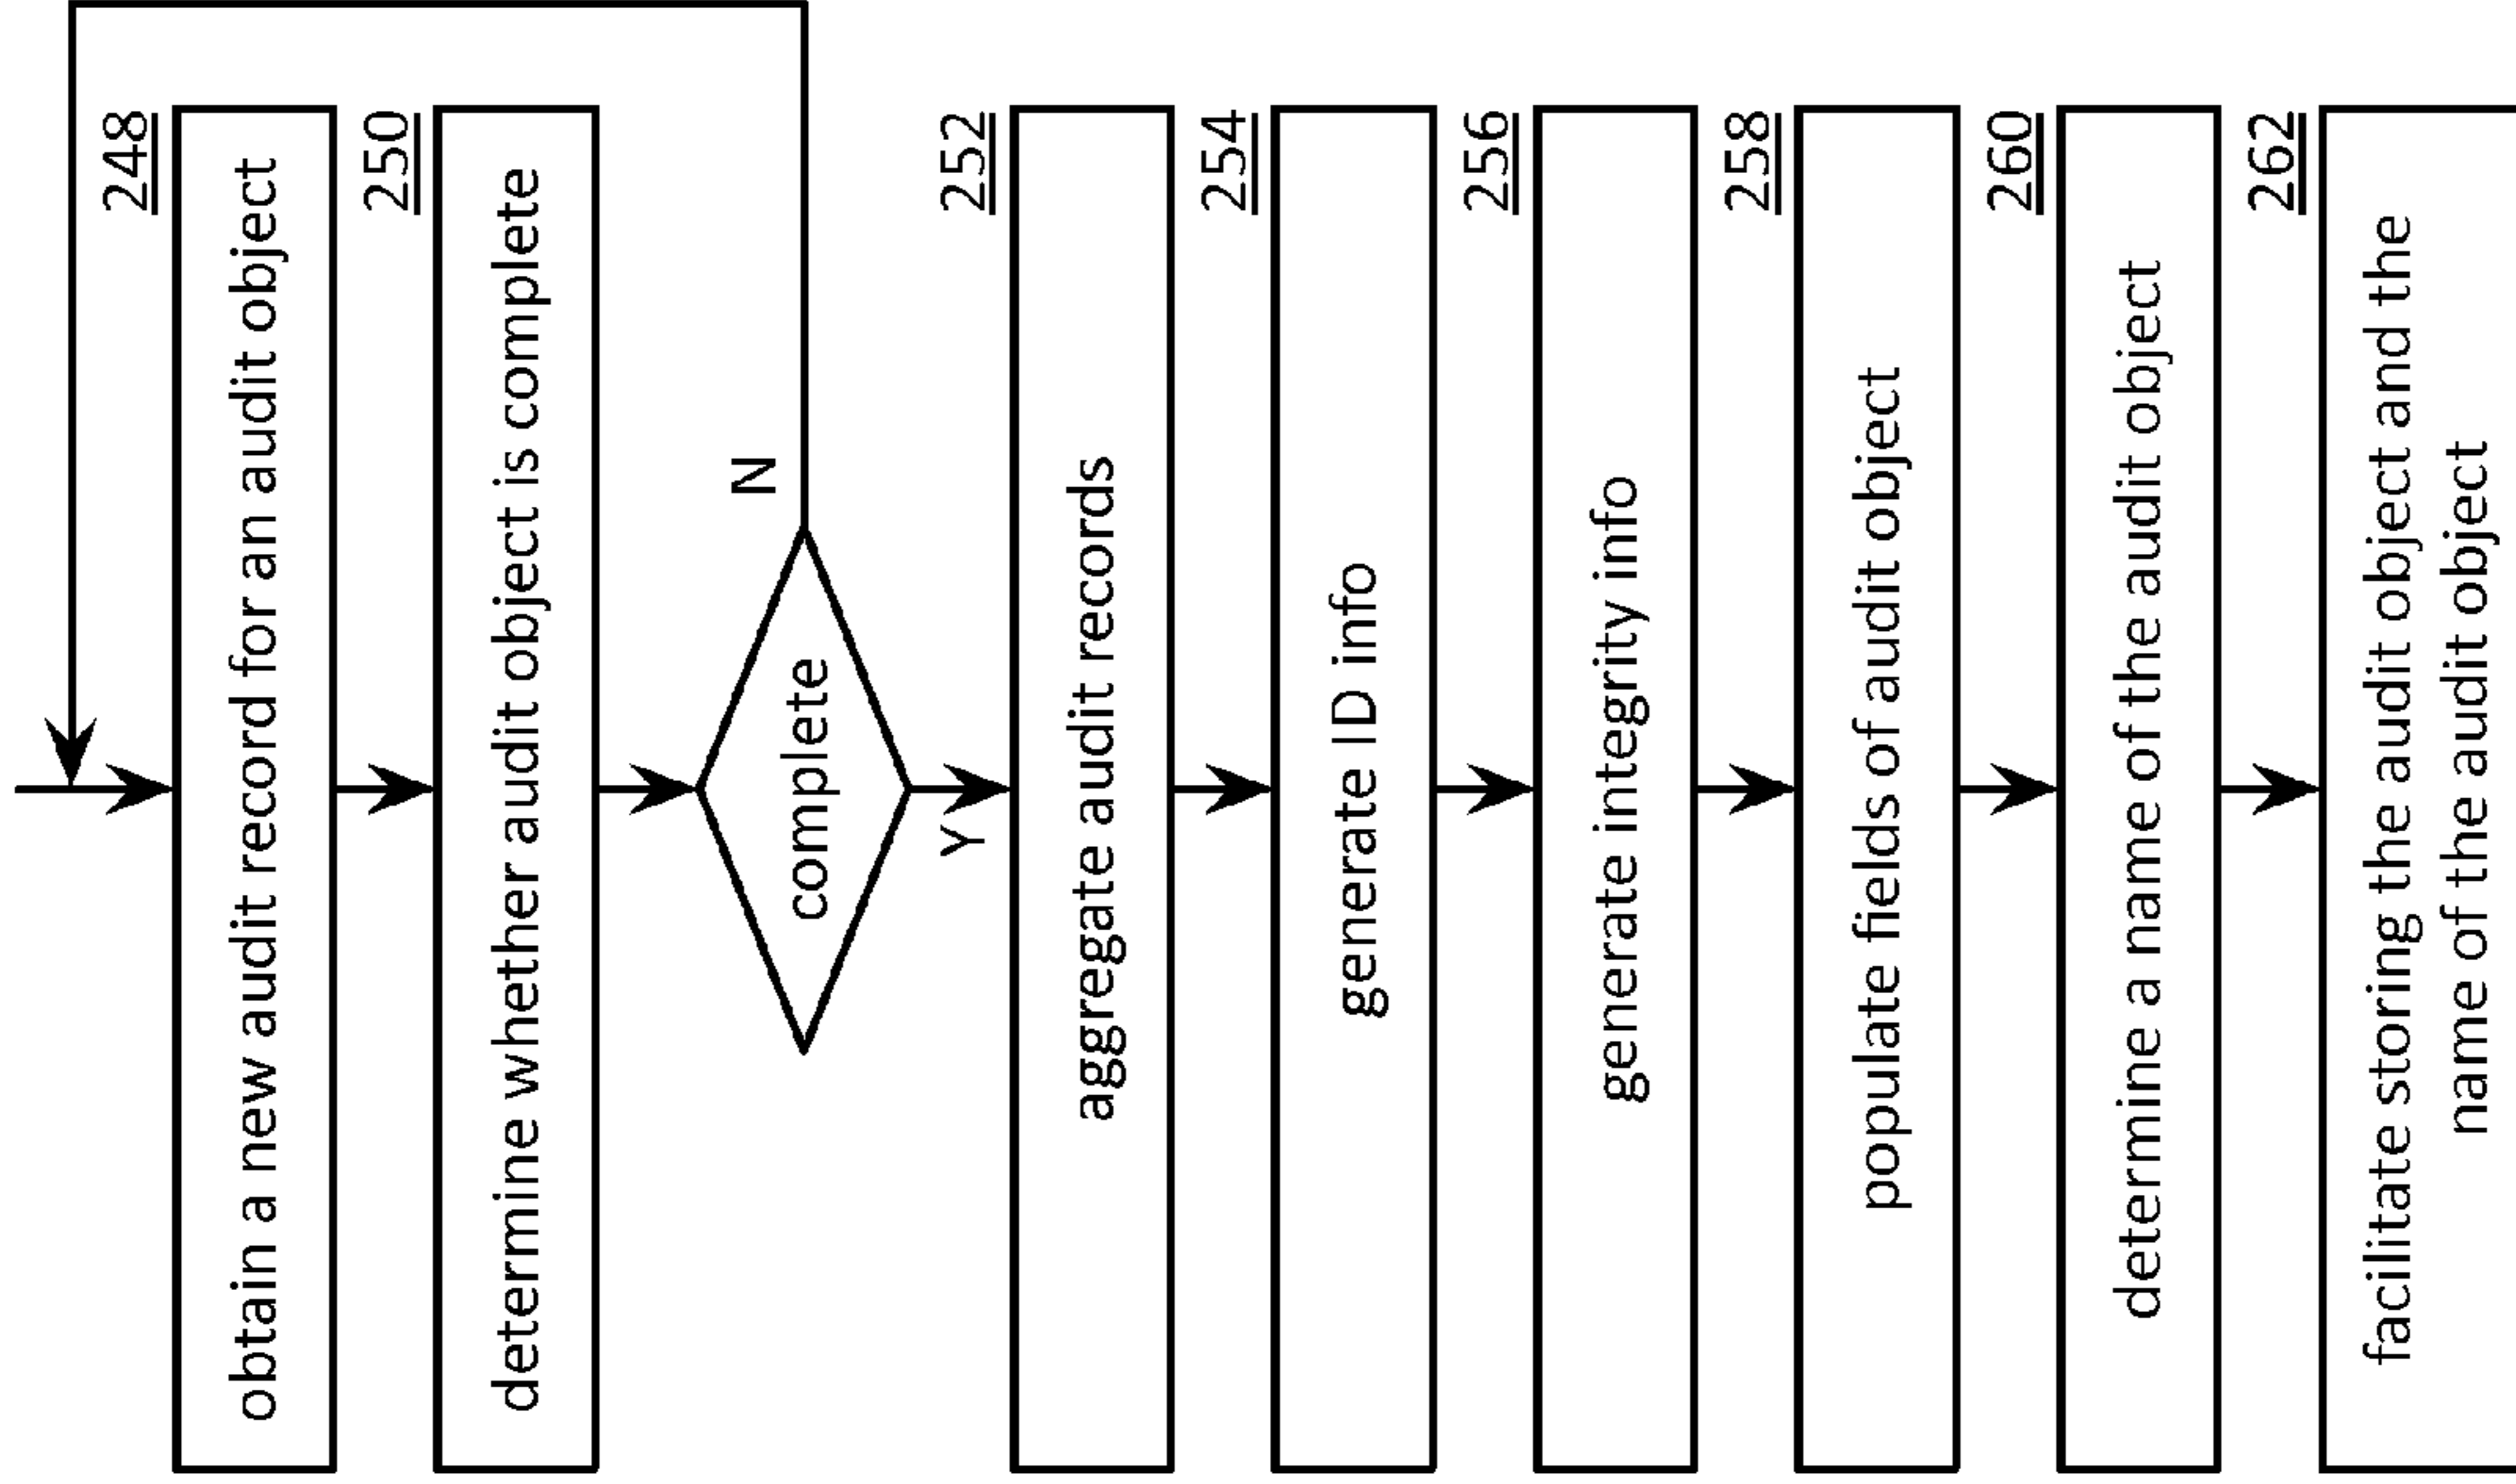 248
obtain a new audit record for an audit object
250
determine whether audit object is complete
complete
N
Y
252
aggregate audit records
254
generate ID info
256
generate integrity info
258
populate fields of audit object
260
determine a name of the audit object
262
facilitate storing the audit object and the
name of the audit object